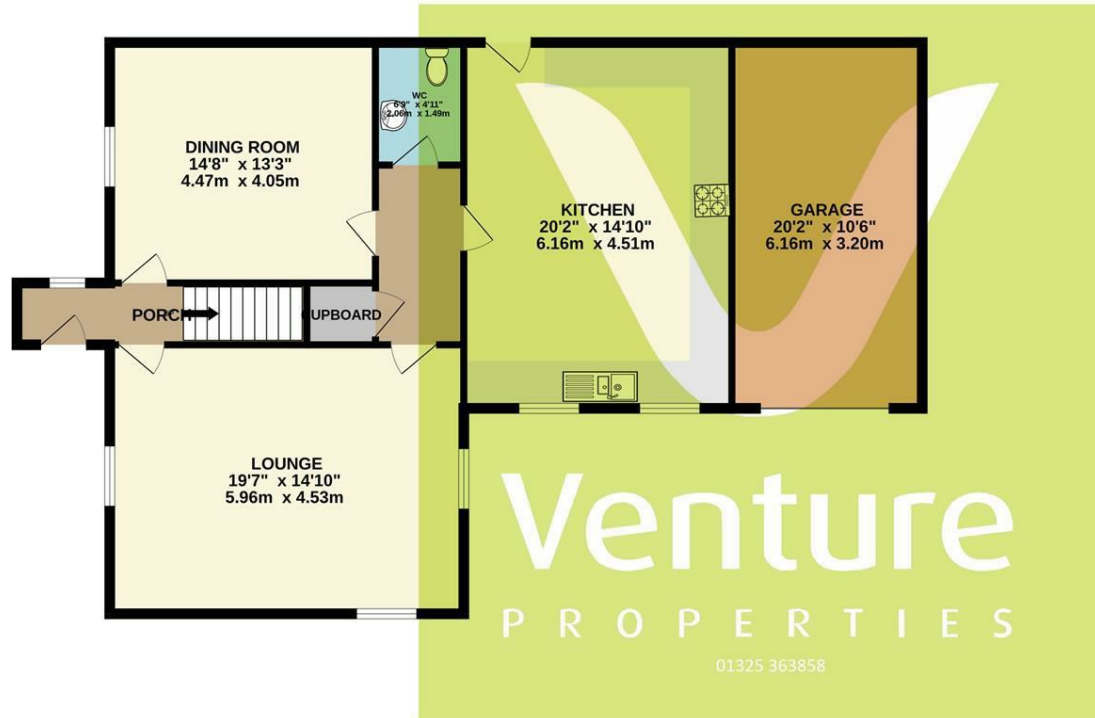 DINING ROOM
14'8" x 13'3"
4.47m x 4.05m
WC
6'9" x 4'11"
2.06m x 1.49m
KITCHEN
20'2" x 14'10"
6.16m x 4.51m
GARAGE
20'2" x 10'6"
6.16m x 3.20m
PORCH
UPBOARD
LOUNGE
19'7" x 14'10"
5.96m x 4.53m
Venture
PROPERTIES
01325 363858